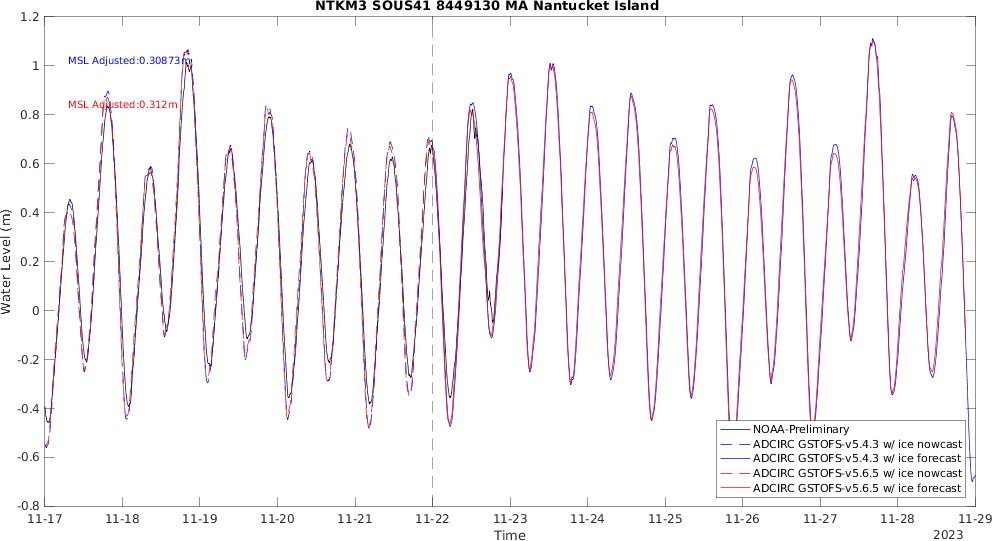 NTKM3 SOUS41 8449130 MA Nantucket Island
1.2
1
0.8
0.6
0.4
0.2
0
-0.2
-0.4
-0.6
-0.8
Water Level (m)
MSL Adjusted:0.30873m
MSL Adjusted:0.312m
NOAA-Preliminary
ADCIRC GSTOFS-v5.4.3 w/ ice nowcast
ADCIRC GSTOFS-v5.4.3 w/ ice forecast
ADCIRC GSTOFS-v5.6.5 w/ ice nowcast
ADCIRC GSTOFS-v5.6.5 w/ ice forecast
11-17 11-18 11-19 11-20 11-21 11-22 11-23 11-24 11-25 11-26 11-27 11-28 11-29
Time
2023